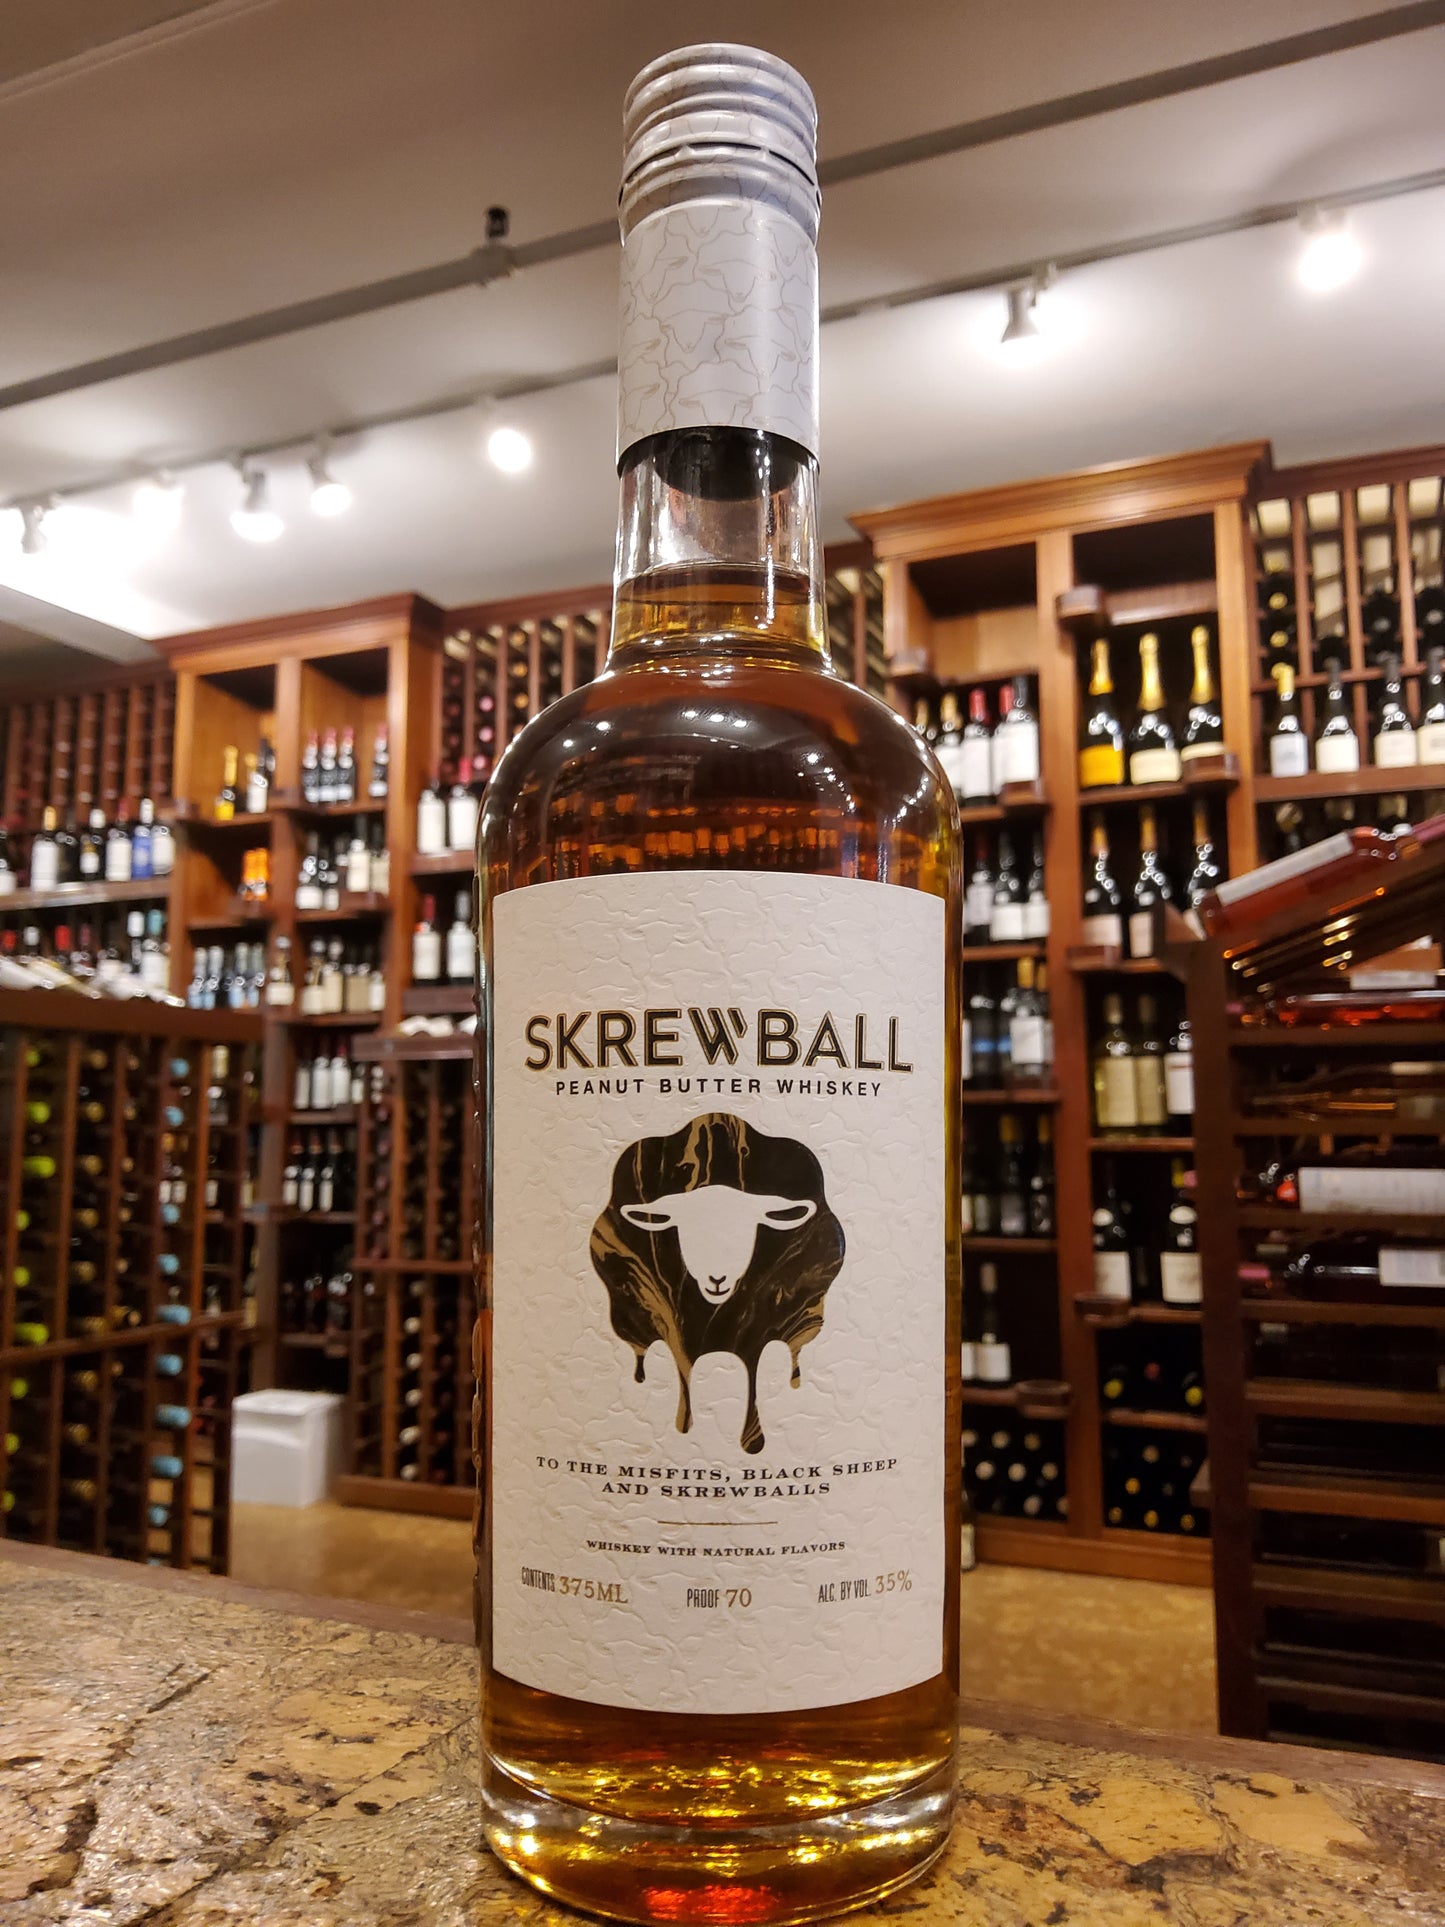 SKREWBALL
PEANUT BUTTER WHISKEY
TO THE MISFITS, BLACK SHEEP
AND SKREWBALLS
WHISKEY WITH NATURAL FLAVORS
CONTENTS 375ML PROOF 70 ALC. BY VOL. 35%